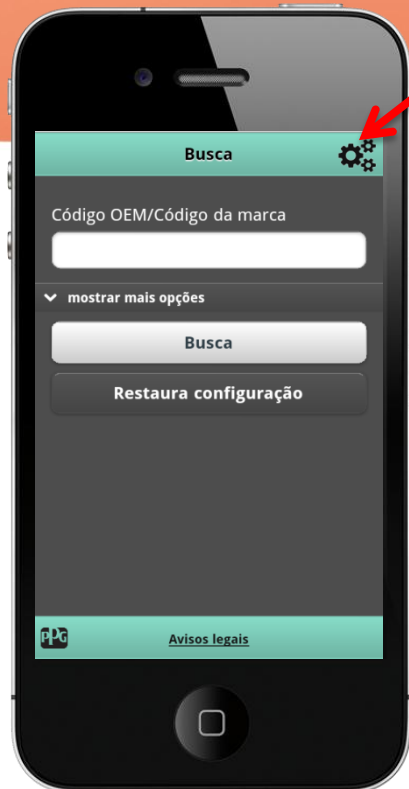 Busca
Código OEM/Código da marca
mostrar mais opções
Busca
Restaura configuração
PPG
Avisos legais